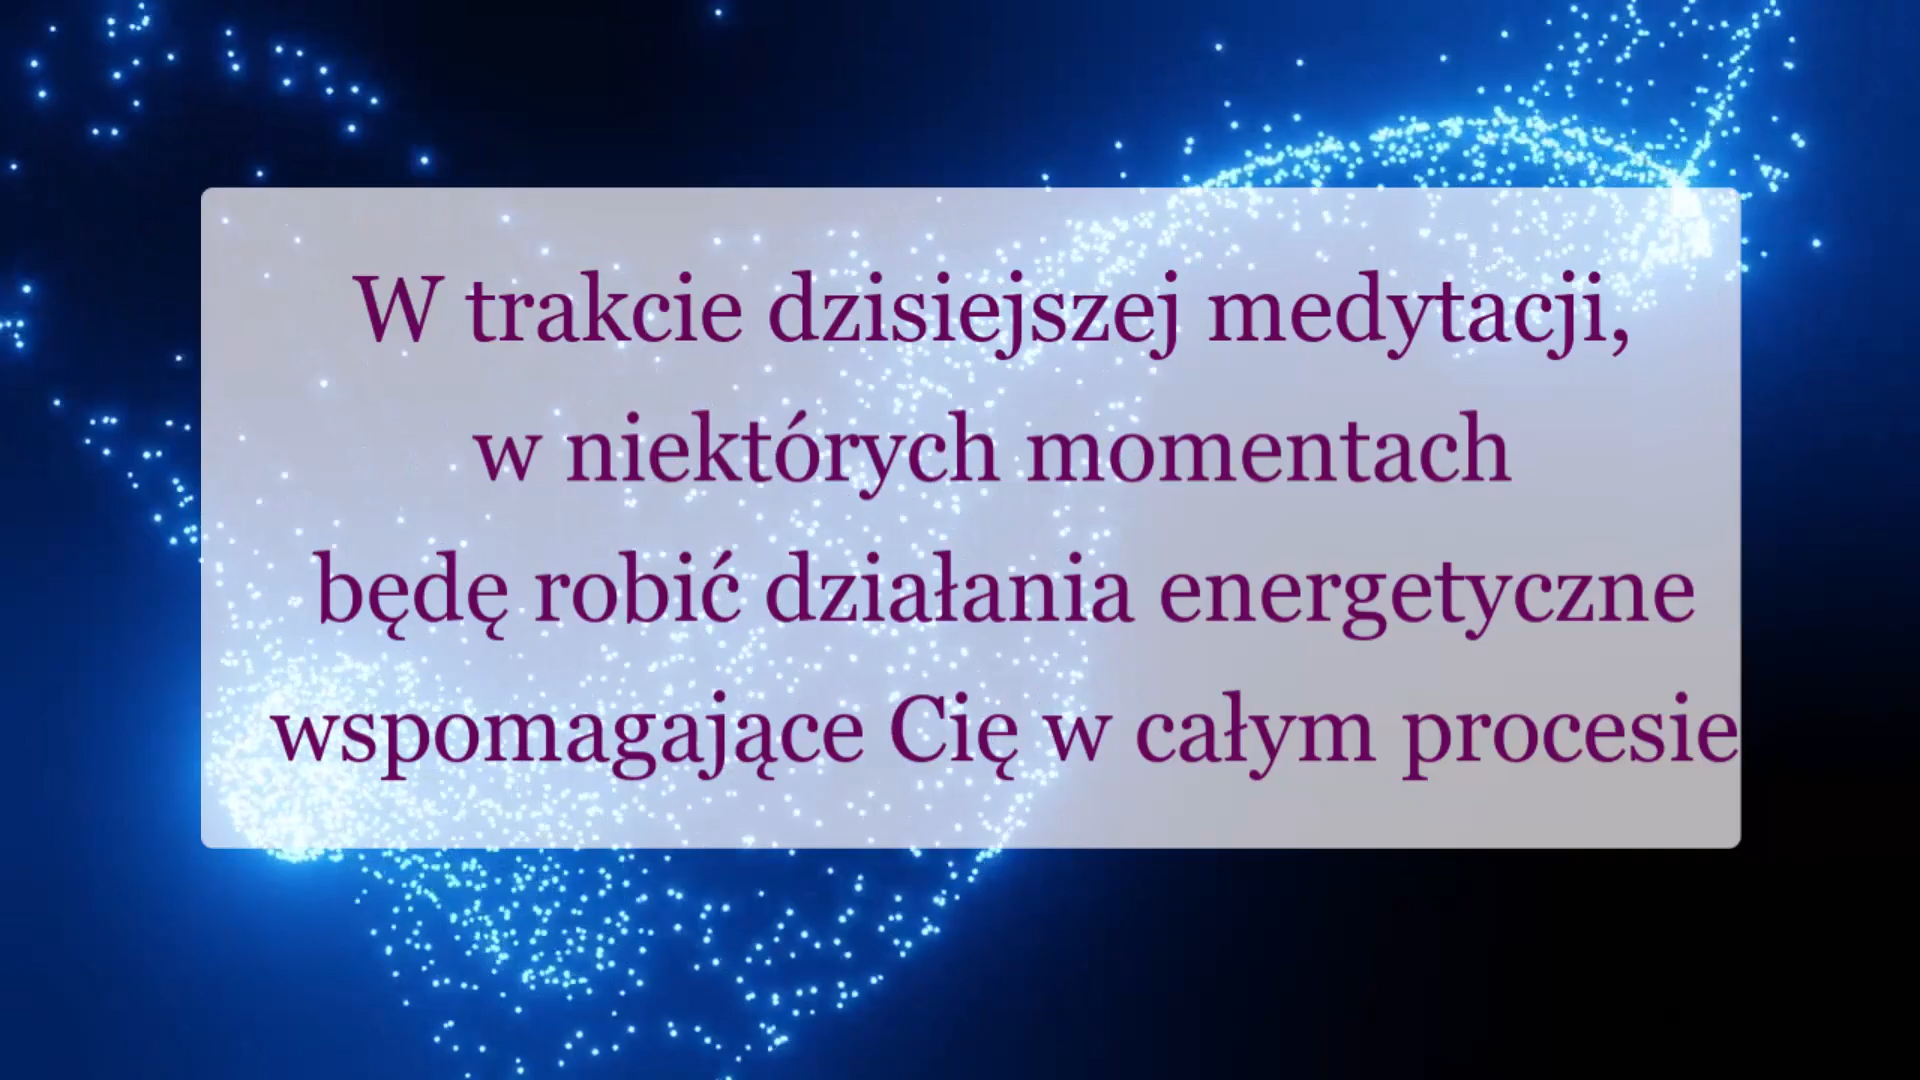 W trakcie dzisiejszej medytacji,
w niektórych momentach
będę robić działania energetyczne
wspomagające Cię w całym procesie